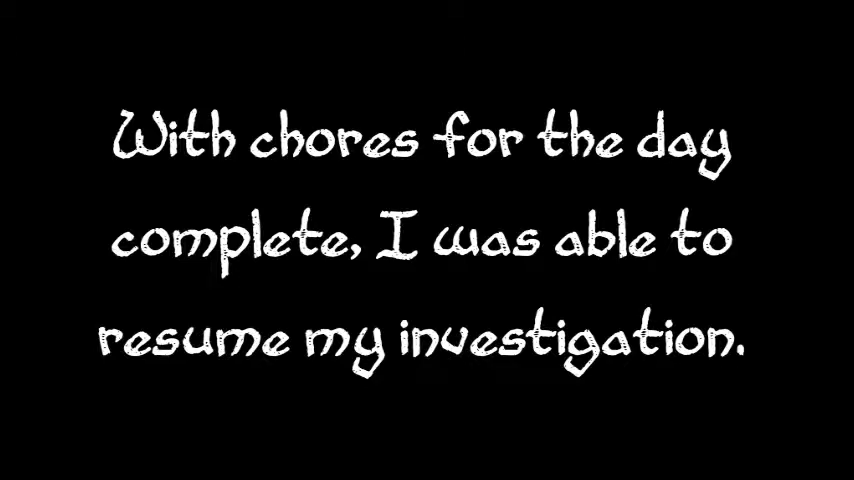 With chores for the day
complete, I was able to
resume my investigation.